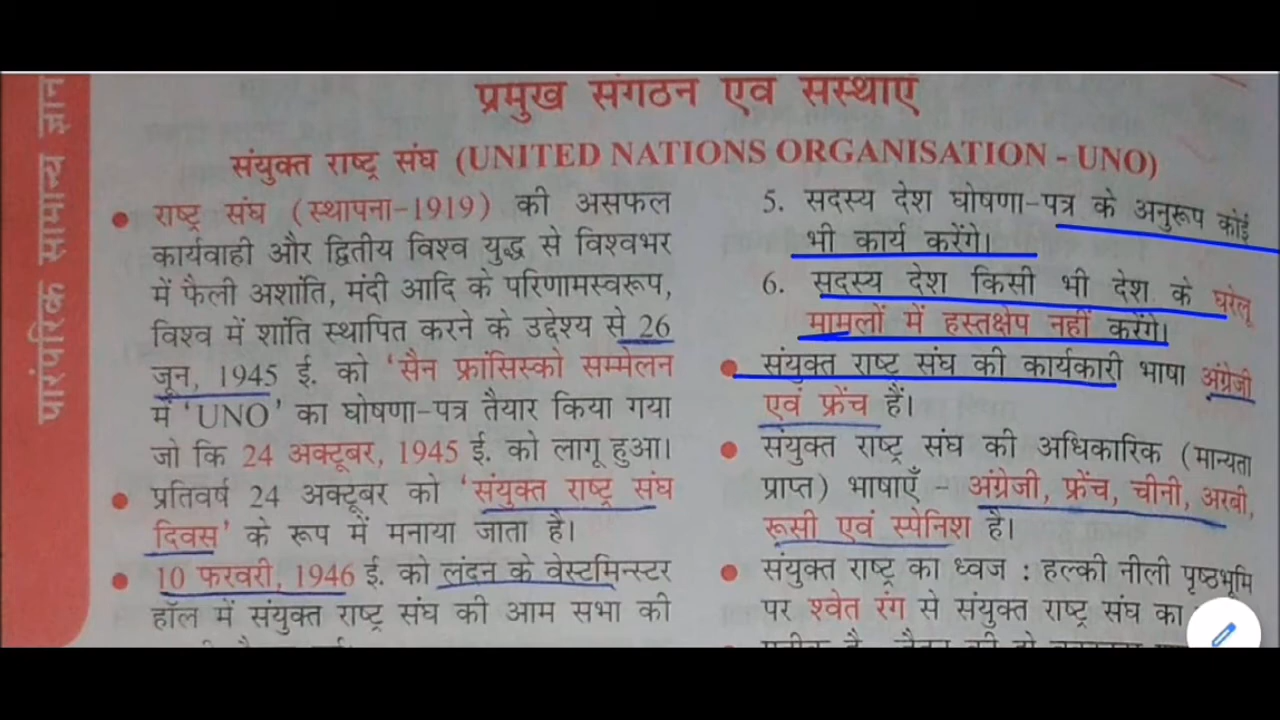 पारंपरिक सामान्य ज्ञान
प्रमुख संगठन एवं संस्थाएं
संयुक्त राष्ट्र संघ (UNITED NATIONS ORGANISATION - UNO)
● राष्ट्र संघ (स्थापना-1919) की असफल
कार्यवाही और द्वितीय विश्व युद्ध से विश्वभर
में फैली अशांति, मंदी आदि के परिणामस्वरूप,
विश्व में शांति स्थापित करने के उद्देश्य से 26
जून, 1945 ई. को 'सैन फ्रांसिस्को सम्मेलन
में 'UNO' का घोषणा-पत्र तैयार किया गया
जो कि 24 अक्टूबर, 1945 ई. को लागू हुआ।
● प्रतिवर्ष 24 अक्टूबर को 'संयुक्त राष्ट्र संघ
दिवस' के रूप में मनाया जाता है।
● 10 फरवरी, 1946 ई. को लंदन के वेस्टमिन्स्टर
हॉल में संयुक्त राष्ट्र संघ की आम सभा की
5. सदस्य देश घोषणा-पत्र के अनुरूप कोई
भी कार्य करेंगे।
6. सदस्य देश किसी भी देश के घरेलू
मामलों में हस्तक्षेप नहीं करेंगे।
● संयुक्त राष्ट्र संघ की कार्यकारी भाषा अंग्रेजी
एवं फ्रेंच हैं।
● संयुक्त राष्ट्र संघ की अधिकारिक (मान्यता
प्राप्त) भाषाएँ - अंग्रेजी, फ्रेंच, चीनी, अरबी,
रूसी एवं स्पेनिश है।
● संयुक्त राष्ट्र का ध्वज : हल्की नीली पृष्ठभूमि
पर श्वेत रंग से संयुक्त राष्ट्र संघ का